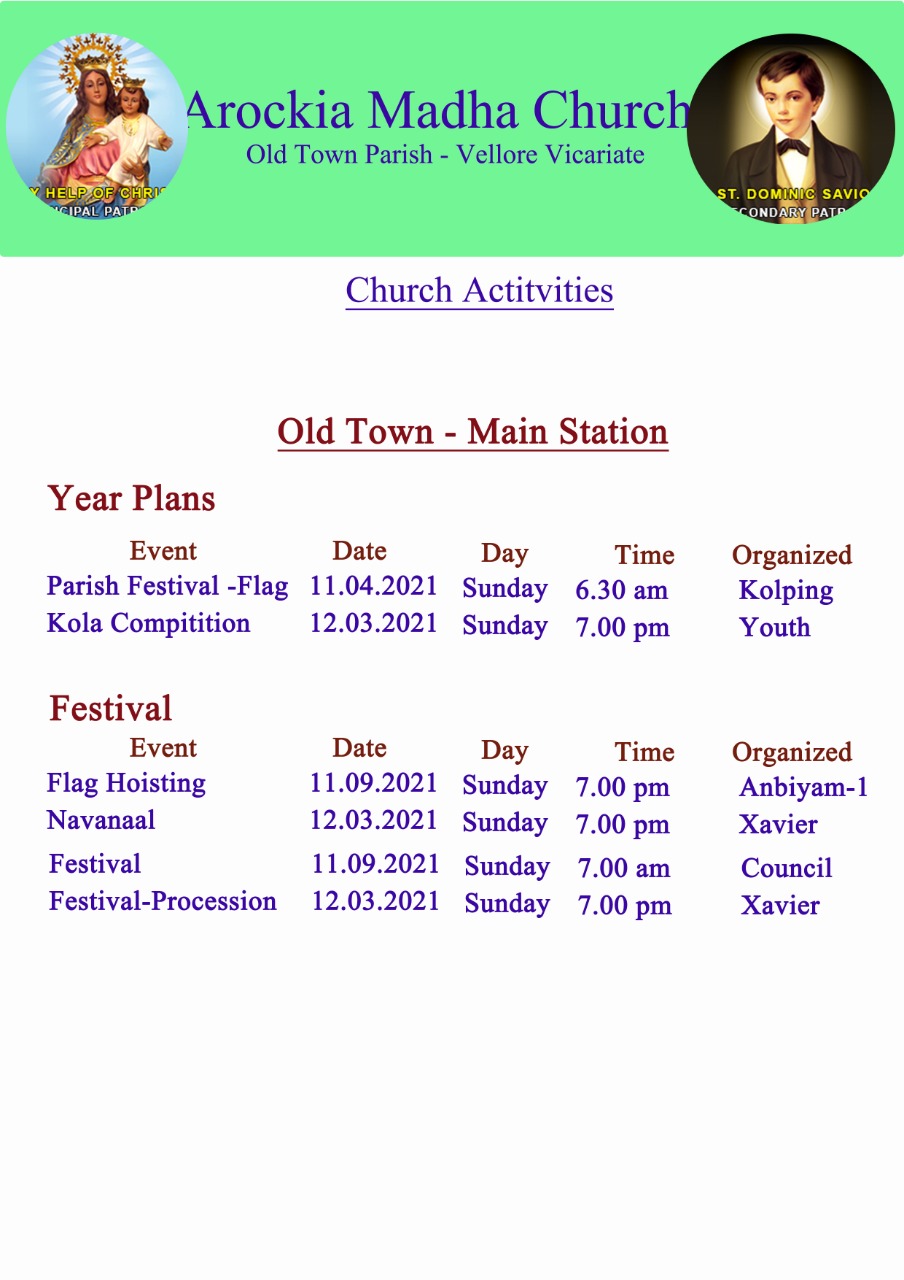 Arockia Madha Church
Old Town Parish - Vellore Vicariate
Y HELP OF CHRIS
CIPAL PATR
ST. DOMINIC SAVIO
CONDARY PATR
Church Actitvities
Old Town - Main Station
Year Plans
Event Date Day Time Organized
Parish Festival -Flag 11.04.2021 Sunday 6.30 am Kolping
Kola Compitition 12.03.2021 Sunday 7.00 pm Youth
Festival
Event Date Day Time Organized
Flag Hoisting 11.09.2021 Sunday 7.00 pm Anbiyam-1
Navanaal 12.03.2021 Sunday 7.00 pm Xavier
Festival 11.09.2021 Sunday 7.00 am Council
Festival-Procession 12.03.2021 Sunday 7.00 pm Xavier